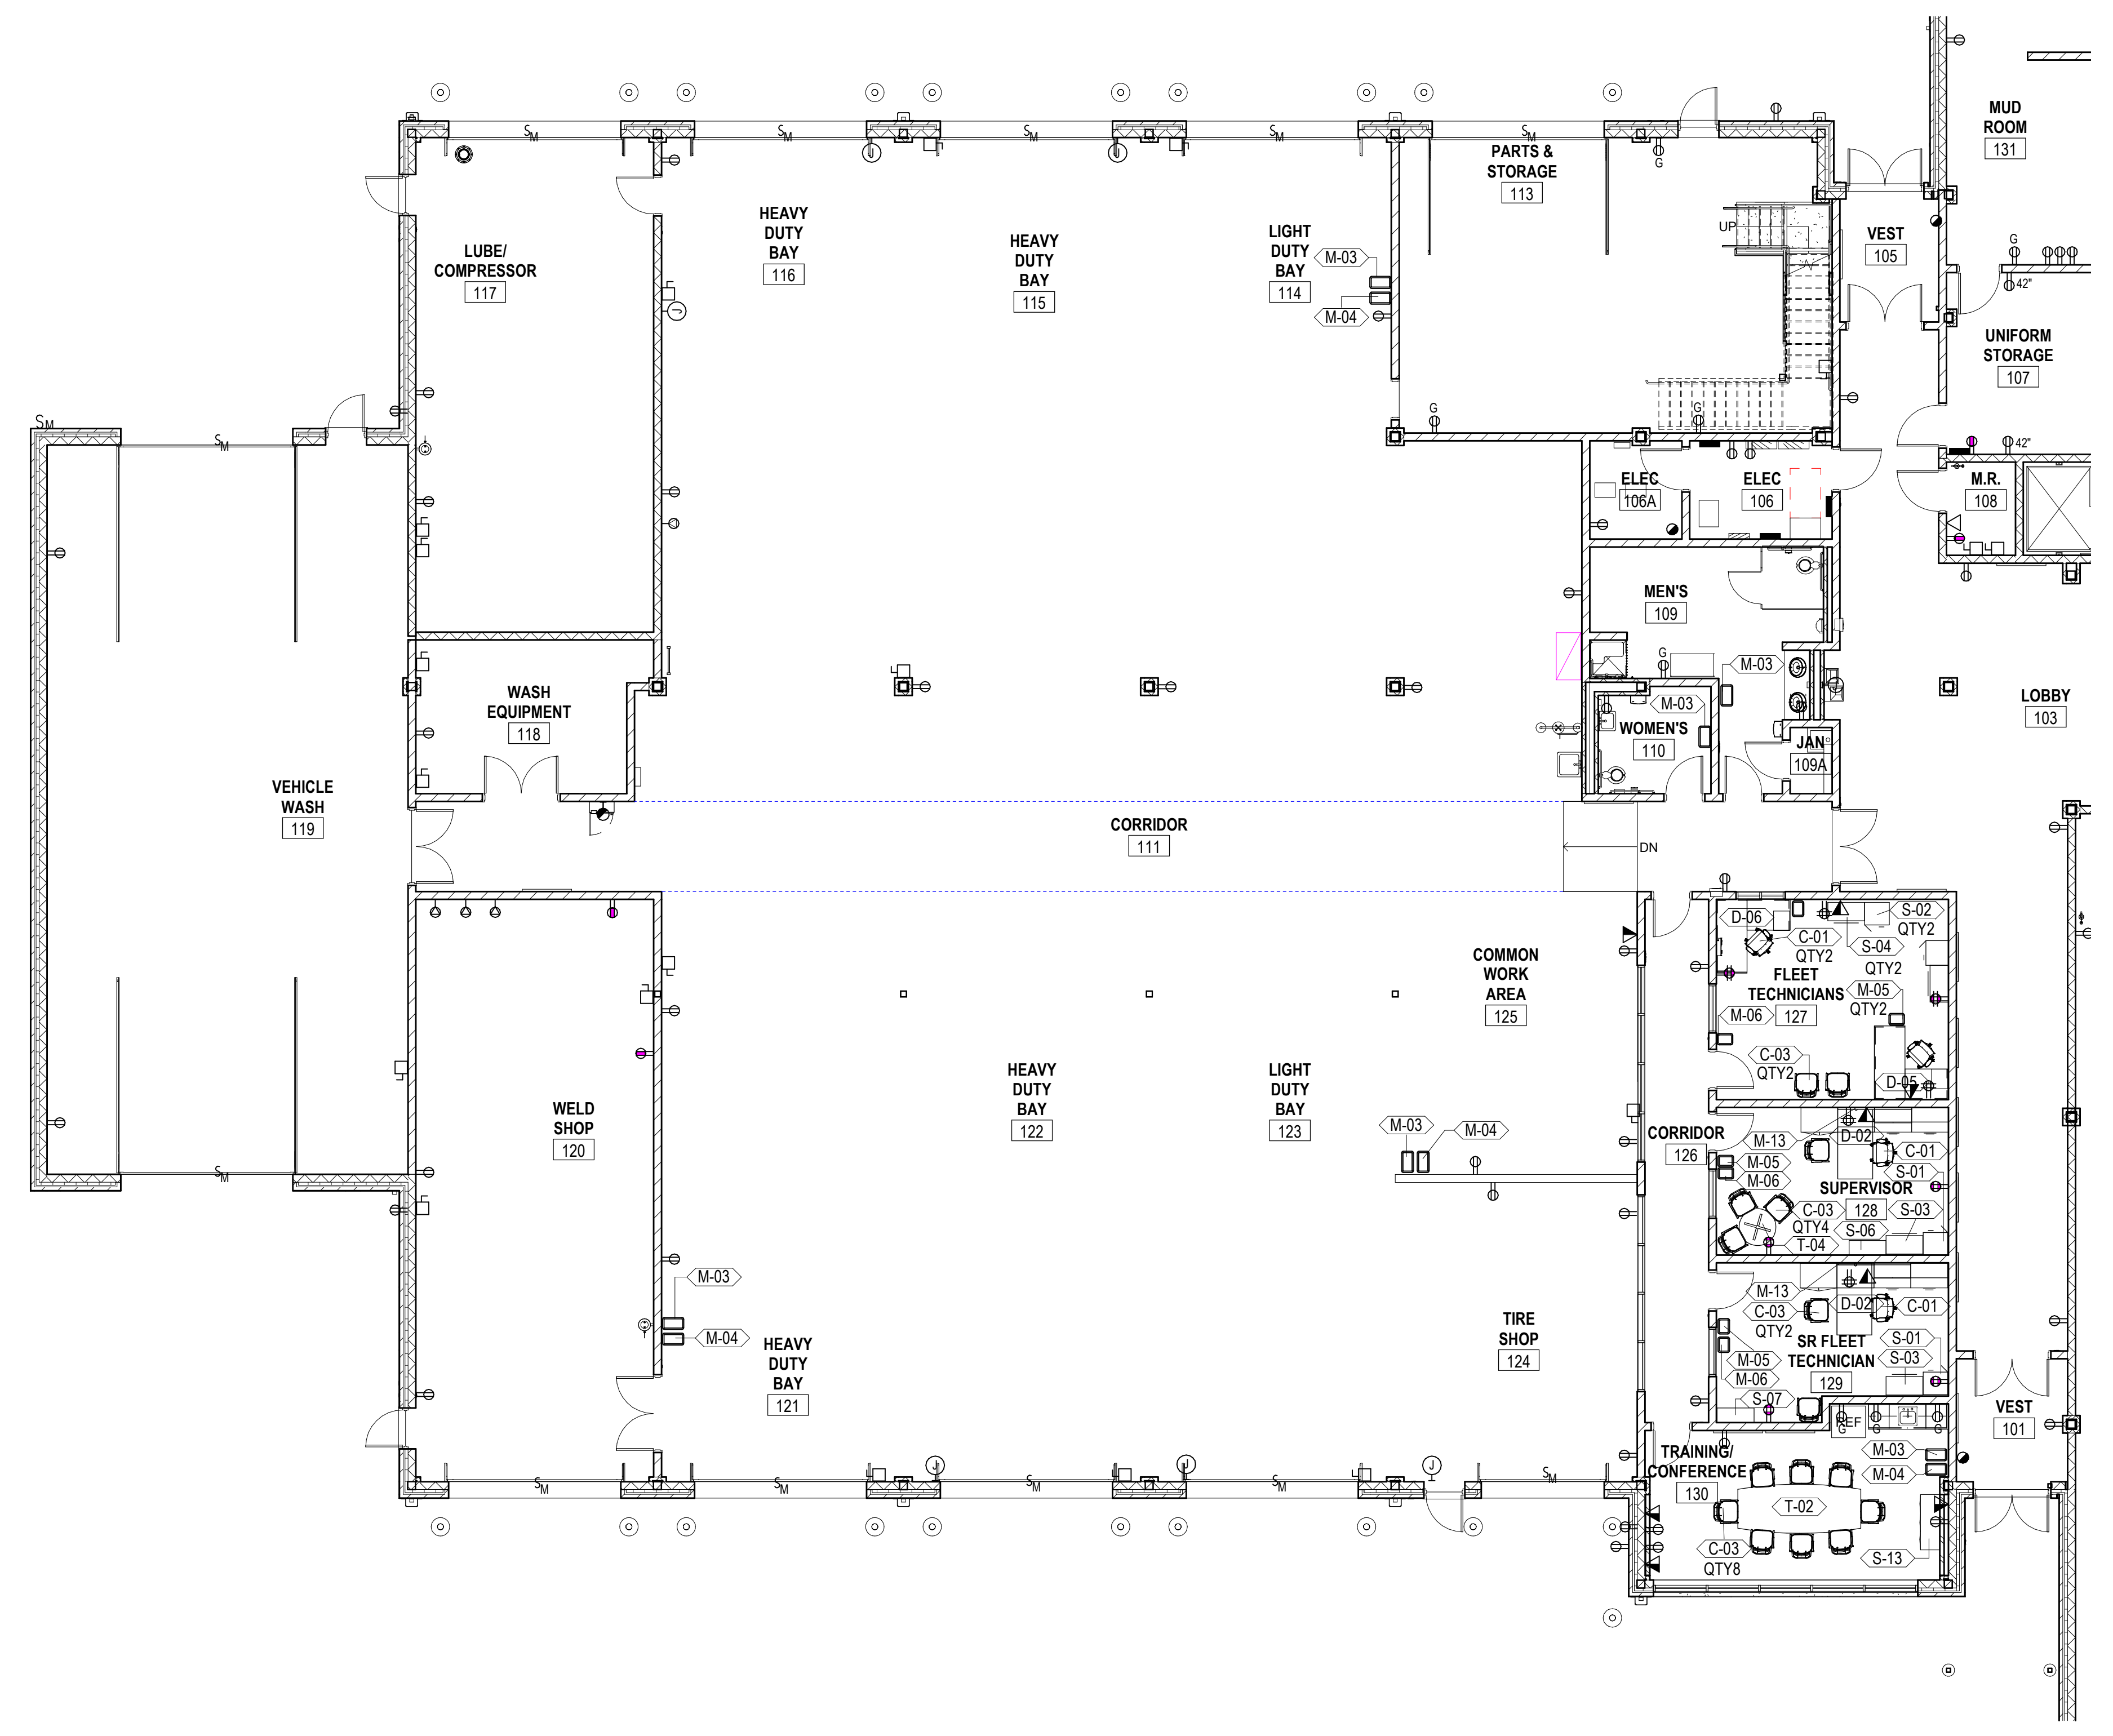 MUD
ROOM
131
S M
S M
S M
S M
S M
J
J
PARTS &
STORAGE
113
G
HEAVY
DUTY
BAY
116
HEAVY
DUTY
BAY
115
LIGHT
DUTY
BAY
114
M-03
M-04
UP
VEST
105
G
42"
LUBE/
COMPRESSOR
117
J
UNIFORM
STORAGE
107
G
G
42"
S M
S M
ELEC
106A
ELEC
106
M.R.
108
MEN'S
109
G
M-03
M-03
WOMEN'S
110
JAN
109A
LOBBY
103
WASH
EQUIPMENT
118
VEHICLE
WASH
119
CORRIDOR
111
DN
D-06
C-01
QTY2
S-02
QTY2
S-04
QTY2
FLEET
TECHNICIANS
127
M-05
QTY2
M-06
C-03
QTY2
D-05
COMMON
WORK
AREA
125
HEAVY
DUTY
BAY
122
LIGHT
DUTY
BAY
123
M-03
M-04
WELD
SHOP
120
CORRIDOR
126
M-13
D-02
C-01
M-05
S-01
M-06
SUPERVISOR
128
C-03
QTY4
S-03
S-06
T-04
S M
M-03
M-04
HEAVY
DUTY
BAY
121
TIRE
SHOP
124
M-13
C-03
QTY2
D-02
C-01
SR FLEET
TECHNICIAN
129
S-01
S-03
M-05
M-06
S-07
VEST
101
REF
G
G
TRAINING/
CONFERENCE
130
M-03
M-04
T-02
C-03
QTY8
S-13
J
J
J
S M
S M
S M
S M
S M